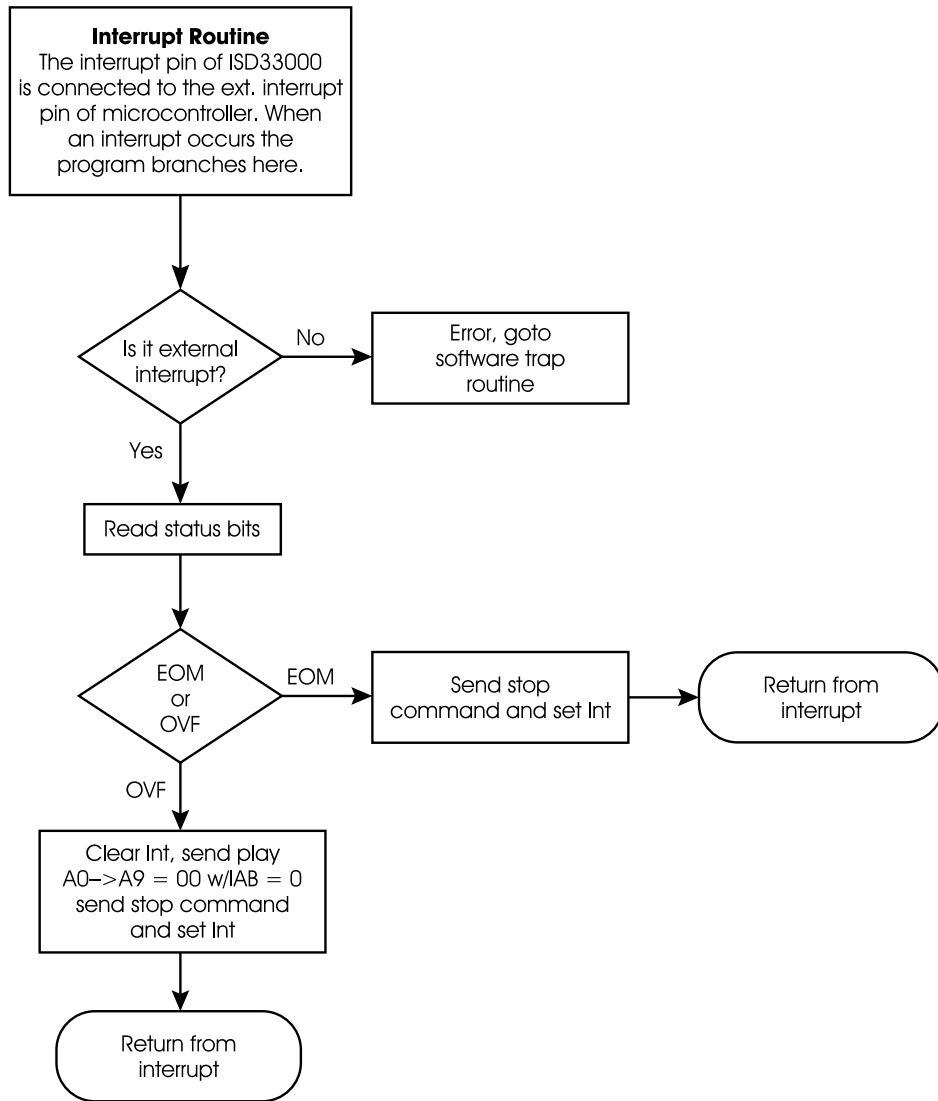 Interrupt Routine
The interrupt pin of ISD33000
is connected to the ext. interrupt
pin of microcontroller. When
an interrupt occurs the
program branches here.
Is it external
interrupt?
No
Error, goto
software trap
routine
Yes
Read status bits
EOM
or
OVF
EOM
Send stop
command and set Int
Return from
interrupt
OVF
Clear Int, send play
A0–>A9 = 00 w/IAB = 0
send stop command
and set Int
Return from
interrupt